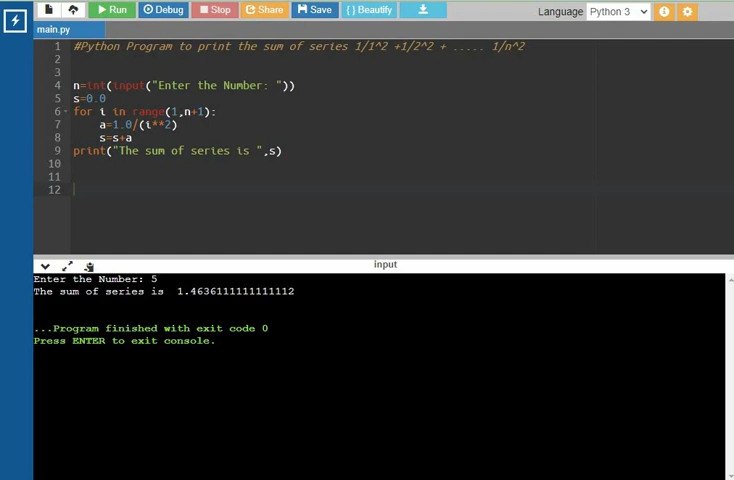 Run Debug Stop Share Save { } Beautify Language Python 3
main.py
1 #Python Program to print the sum of series 1/1^2 +1/2^2 + ..... 1/n^2
2
3
4 n=int(input("Enter the Number: "))
5 s=0.0
6 for i in range(1,n+1):
7     a=1.0/(i**2)
8     s=s+a
9 print("The sum of series is ",s)
10
11
12
input
Enter the Number: 5
The sum of series is  1.4636111111111112
...Program finished with exit code 0
Press ENTER to exit console.